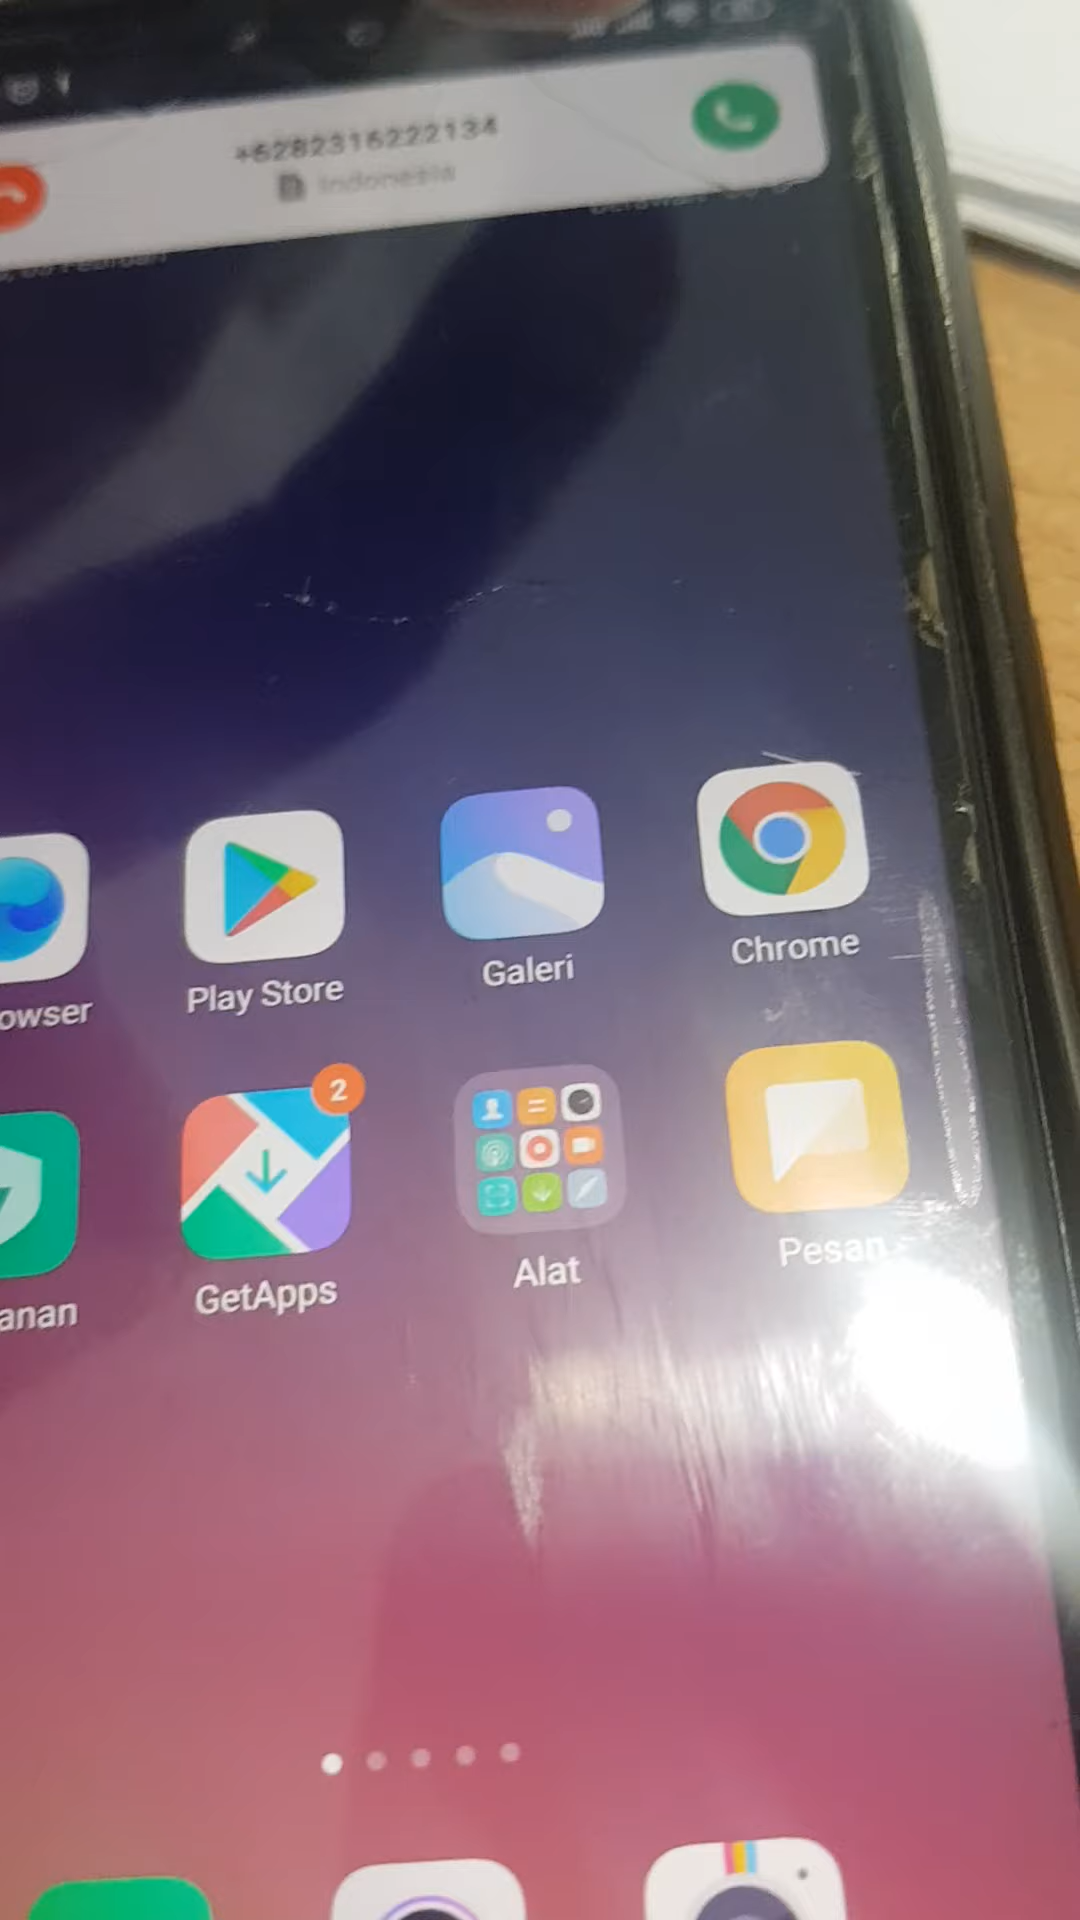 +6282316222134
Indonesia
owser
Play Store
Galeri
Chrome
2
anan
GetApps
Alat
Pesan